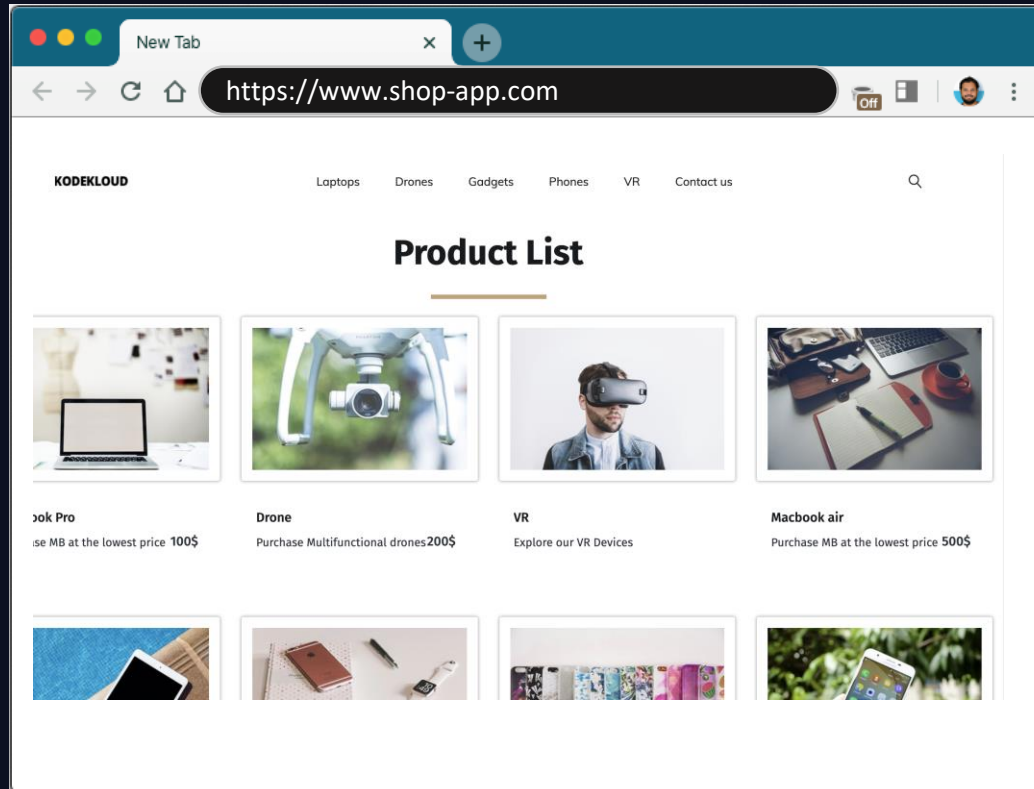 New Tab
https://www.shop-app.com
Off
KODEKLOUD Laptops Drones Gadgets Phones VR Contact us
Product List
ook Pro Drone VR Macbook air
se MB at the lowest price 100$ Purchase Multifunctional drones 200$ Explore our VR Devices Purchase MB at the lowest price 500$